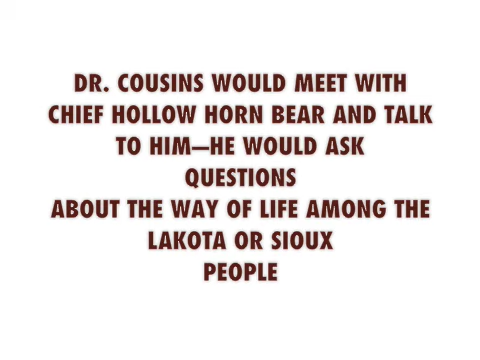 DR. COUSINS WOULD MEET WITH
CHIEF HOLLOW HORN BEAR AND TALK
TO HIM—HE WOULD ASK
QUESTIONS
ABOUT THE WAY OF LIFE AMONG THE
LAKOTA OR SIOUX
PEOPLE